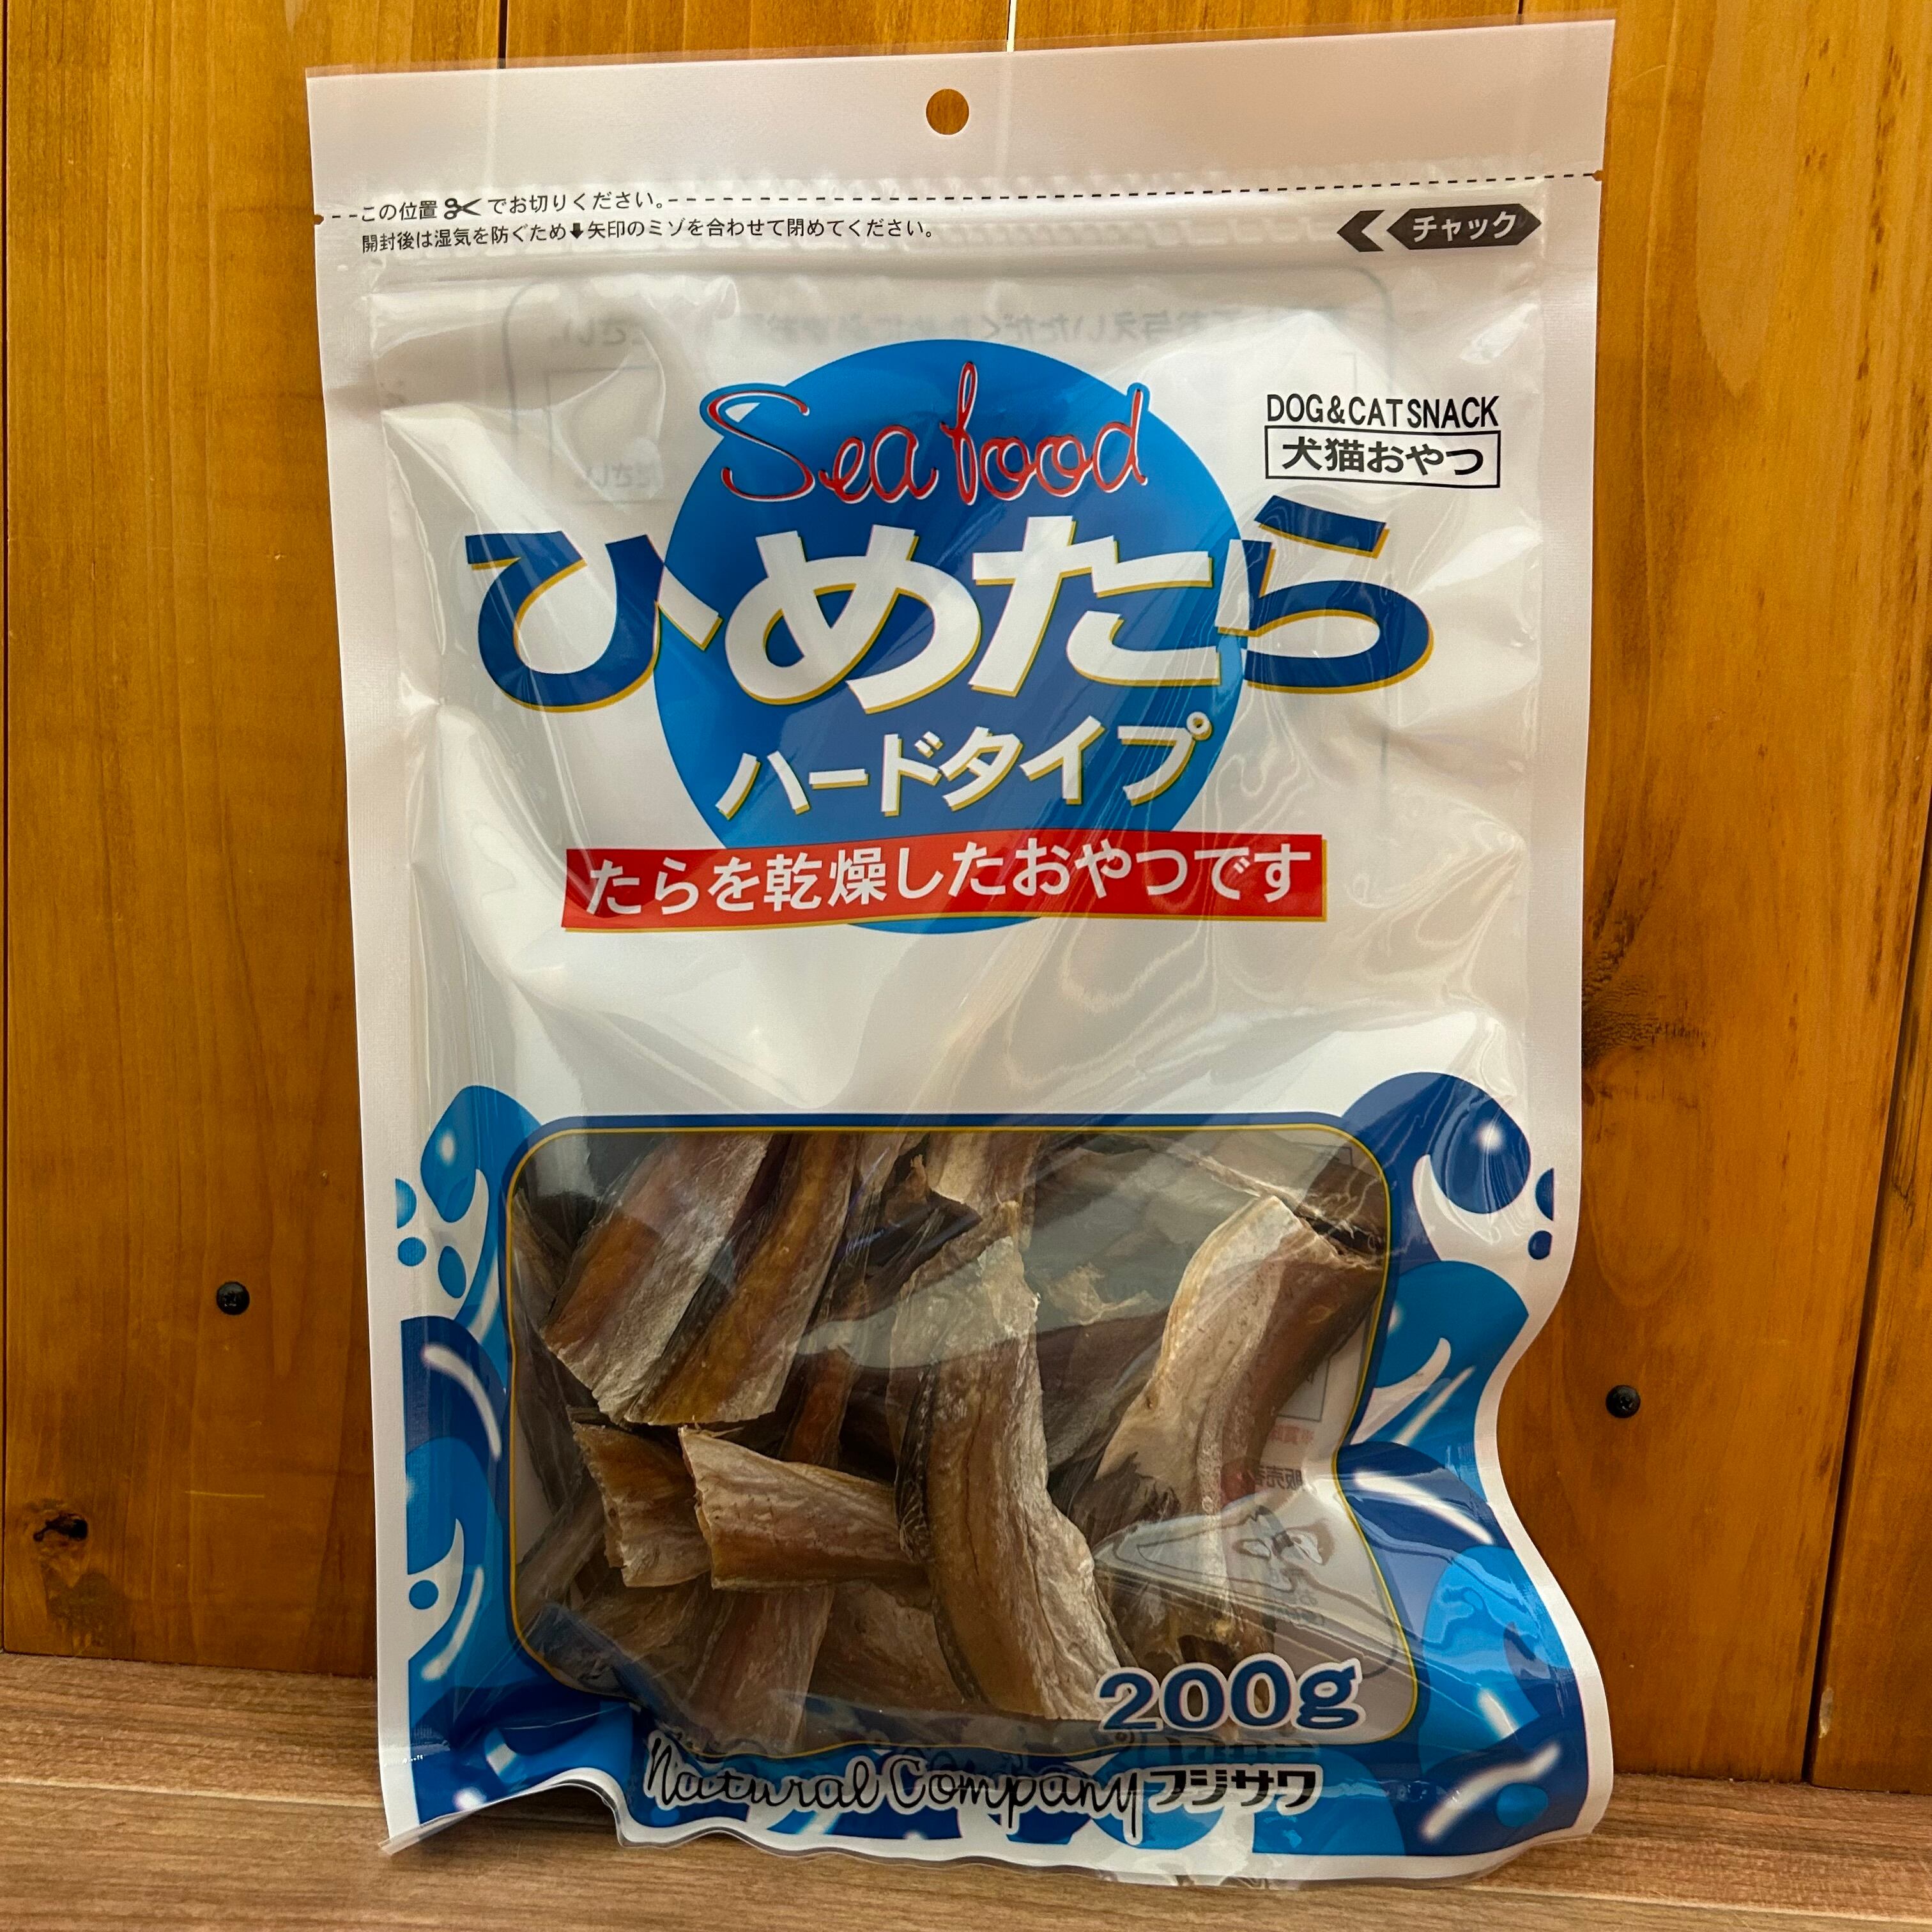 この位置でお切りください。
開封後は湿気を防ぐため⬇矢印のミゾを合わせて閉めてください。
チャック
Sea food
DOG&CAT SNACK
犬猫おやつ
ひめたら
ハードタイプ
たらを乾燥したおやつです
200g
Natural Company フジサワ